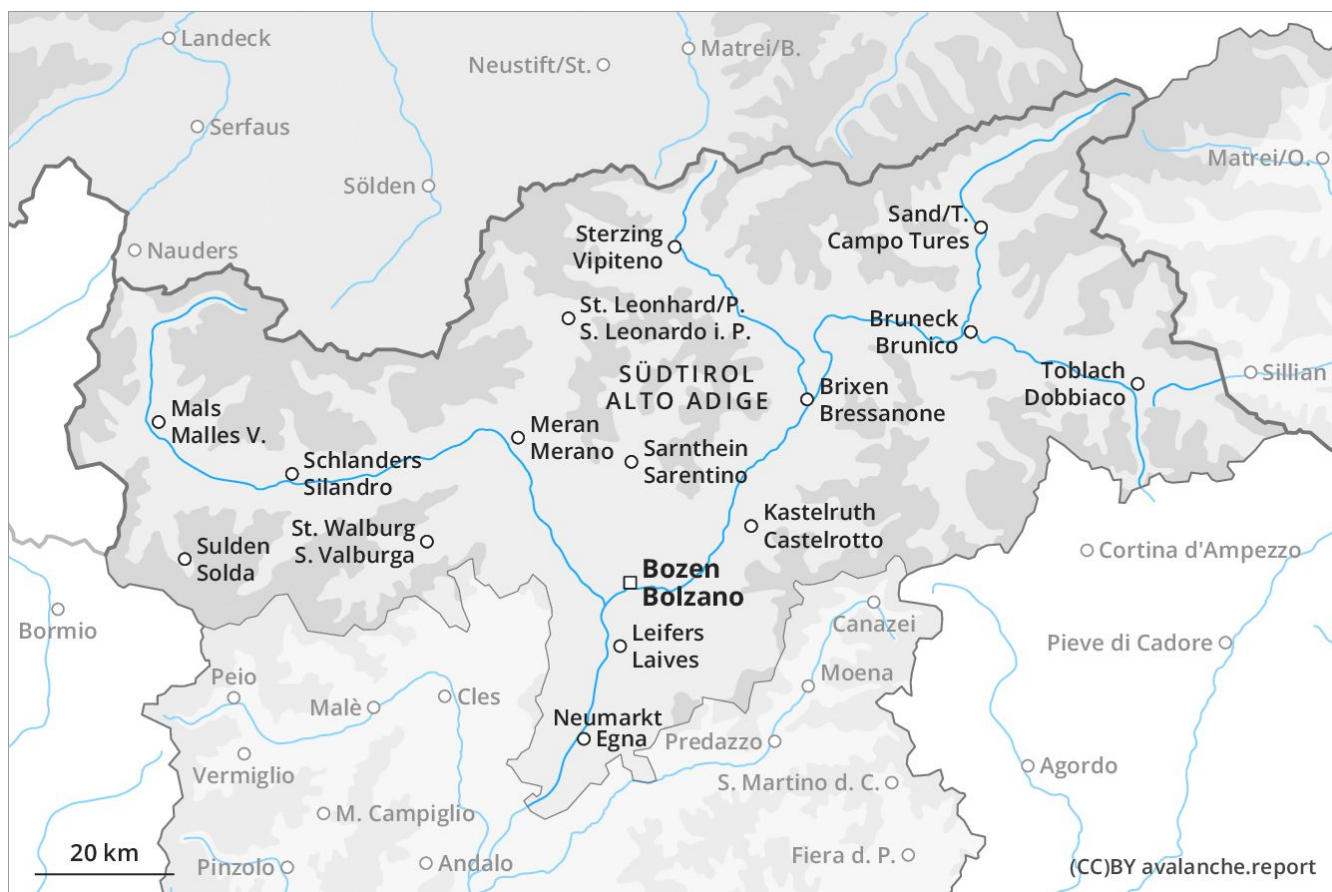 Landeck
Matrei/B.
Neustift/St.
Serfaus
Matrei/O.
Sölden
Sand/T.
Campo Tures
Sterzing
Vipiteno
Nauders
St. Leonhard/P.
S. Leonardo i. P.
Bruneck
Brunico
SÜDTIROL
ALTO ADIGE
Toblach
Dobbiaco
Sillian
Brixen
Bressanone
Mals
Malles V.
Meran
Merano
Schlanders
Silandro
Sarnthein
Sarentino
Kastelruth
Castelrotto
St. Walburg
S. Valburga
Sulden
Solda
Cortina d'Ampezzo
Bozen
Bolzano
Bormio
Canazei
Leifers
Laives
Pieve di Cadore
Peio
Moena
Malè
Cles
Neumarkt
Egna
Predazzo
Vermiglio
S. Martino d. C.
Agordo
M. Campiglio
20 km
Pinzolo
Andalo
Fiera d. P.
(CC)BY avalanche.report